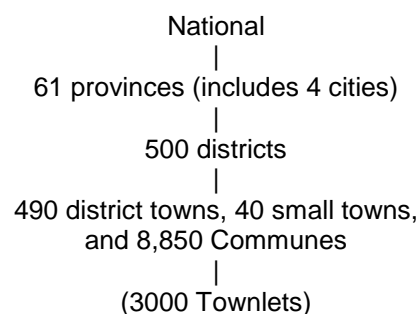 National
|
61 provinces (includes 4 cities)
|
500 districts
|
490 district towns, 40 small towns,
and 8,850 Communes
|
(3000 Townlets)